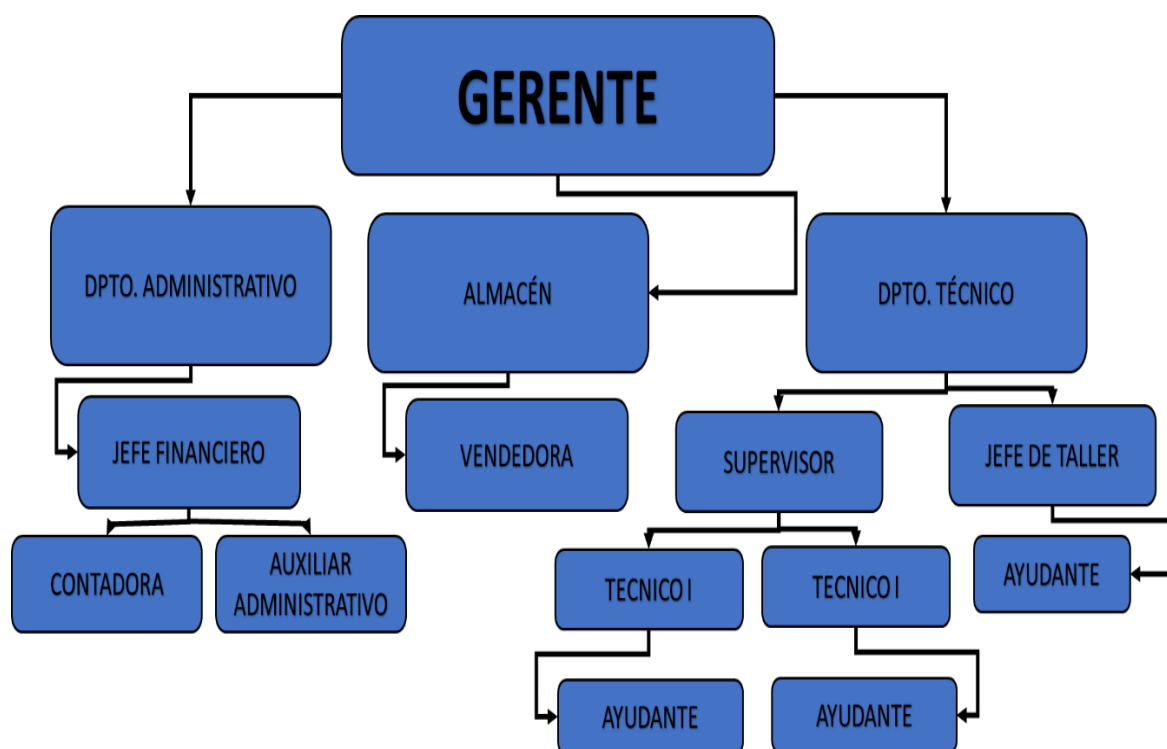 GERENTE
DPTO. ADMINISTRATIVO
ALMACÉN
DPTO. TÉCNICO
JEFE FINANCIERO
VENDEDORA
SUPERVISOR
JEFE DE TALLER
CONTADORA
AUXILIAR
ADMINISTRATIVO
TECNICO I
TECNICO I
AYUDANTE
AYUDANTE
AYUDANTE